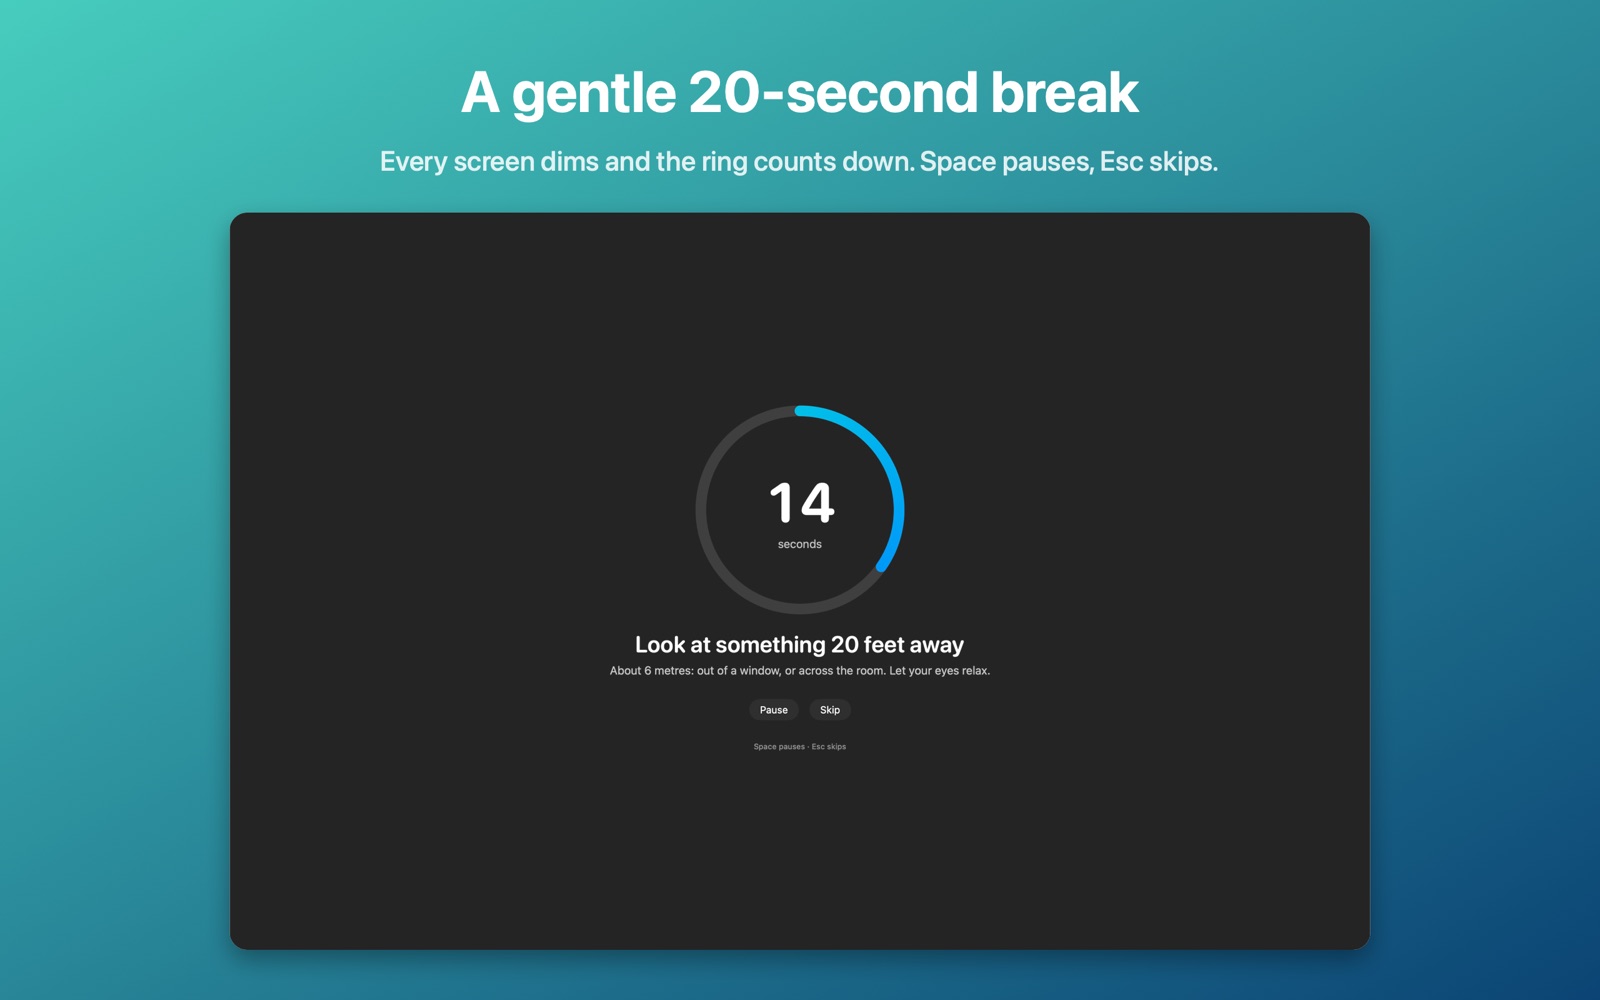 A gentle 20-second break
Every screen dims and the ring counts down. Space pauses, Esc skips.
14
seconds
Look at something 20 feet away
About 6 metres: out of a window, or across the room. Let your eyes relax.
Pause Skip
Space pauses · Esc skips